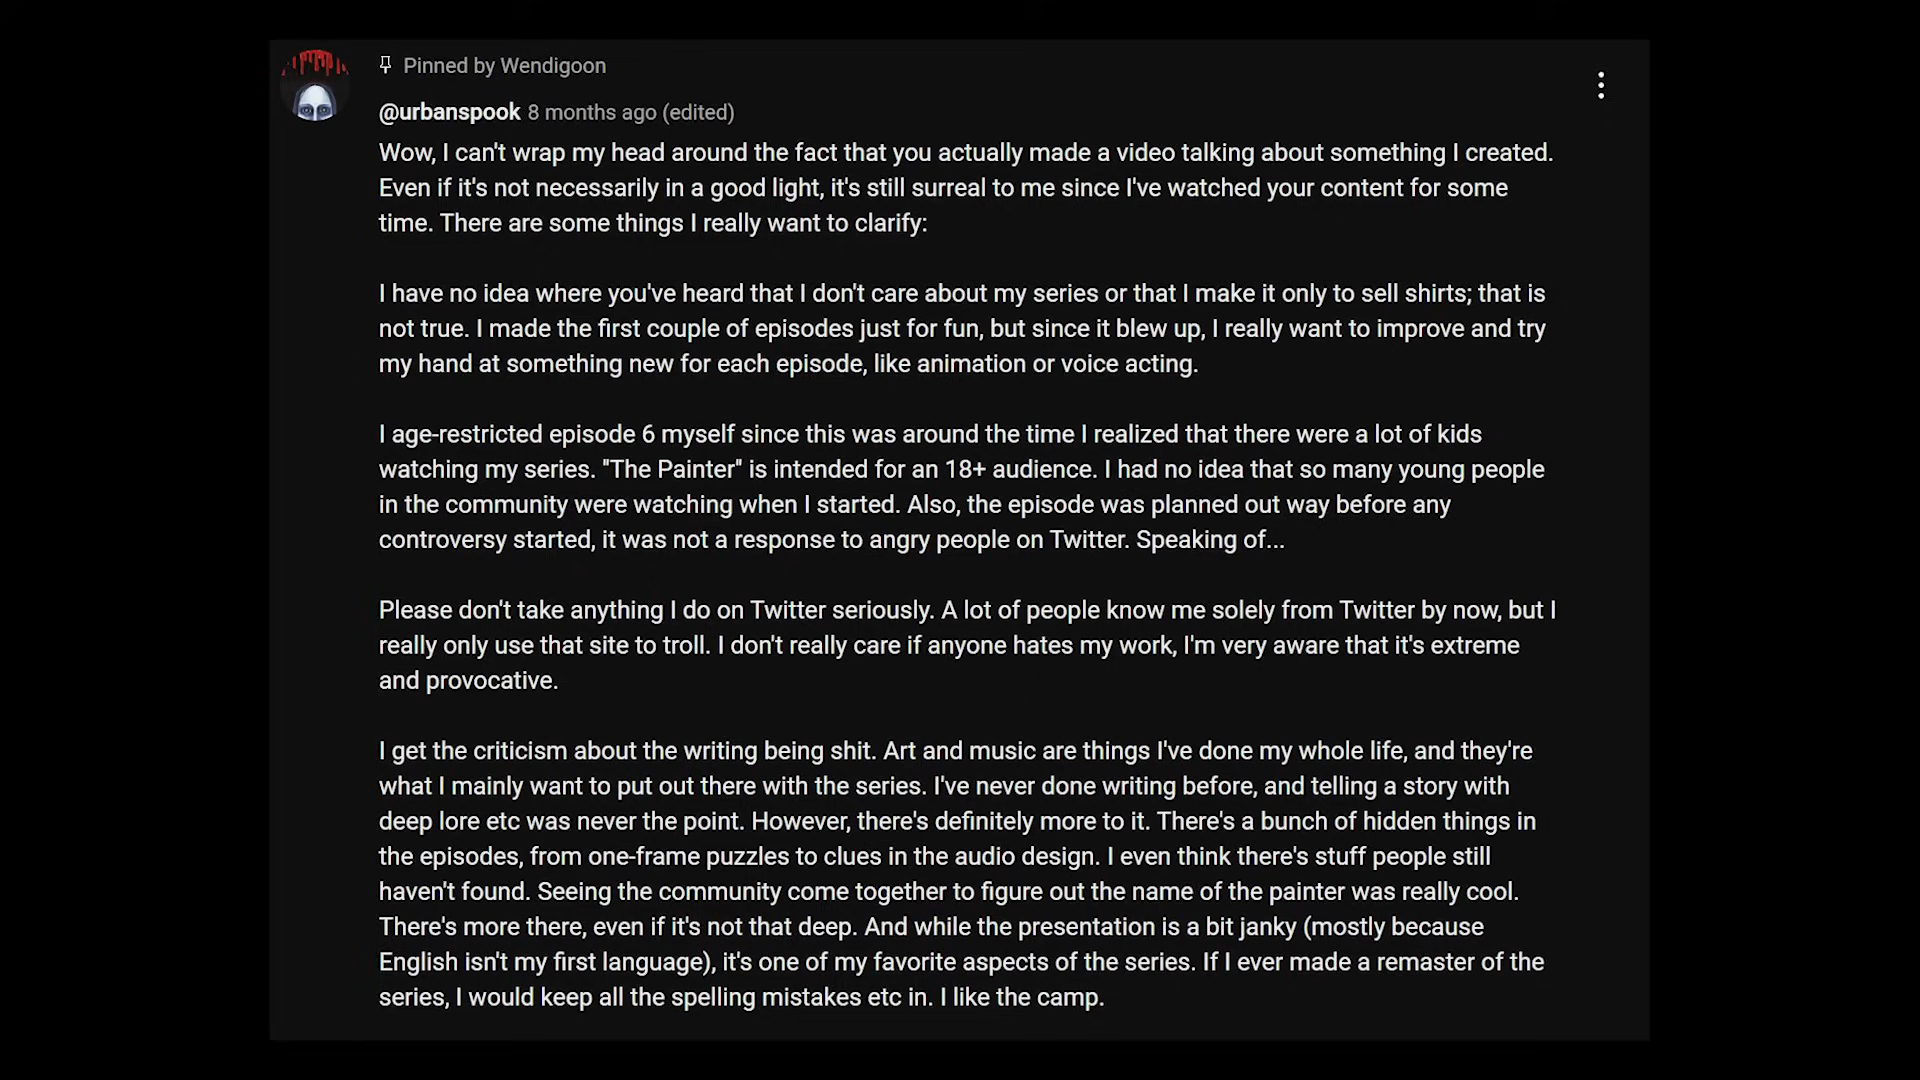 Pinned by Wendigoon
@urbanspook 8 months ago (edited)
Wow, I can't wrap my head around the fact that you actually made a video talking about something I created.
Even if it's not necessarily in a good light, it's still surreal to me since I've watched your content for some
time. There are some things I really want to clarify:
I have no idea where you've heard that I don't care about my series or that I make it only to sell shirts; that is
not true. I made the first couple of episodes just for fun, but since it blew up, I really want to improve and try
my hand at something new for each episode, like animation or voice acting.
I age-restricted episode 6 myself since this was around the time I realized that there were a lot of kids
watching my series. "The Painter" is intended for an 18+ audience. I had no idea that so many young people
in the community were watching when I started. Also, the episode was planned out way before any
controversy started, it was not a response to angry people on Twitter. Speaking of...
Please don't take anything I do on Twitter seriously. A lot of people know me solely from Twitter by now, but I
really only use that site to troll. I don't really care if anyone hates my work, I'm very aware that it's extreme
and provocative.
I get the criticism about the writing being shit. Art and music are things I've done my whole life, and they're
what I mainly want to put out there with the series. I've never done writing before, and telling a story with
deep lore etc was never the point. However, there's definitely more to it. There's a bunch of hidden things in
the episodes, from one-frame puzzles to clues in the audio design. I even think there's stuff people still
haven't found. Seeing the community come together to figure out the name of the painter was really cool.
There's more there, even if it's not that deep. And while the presentation is a bit janky (mostly because
English isn't my first language), it's one of my favorite aspects of the series. If I ever made a remaster of the
series, I would keep all the spelling mistakes etc in. I like the camp.